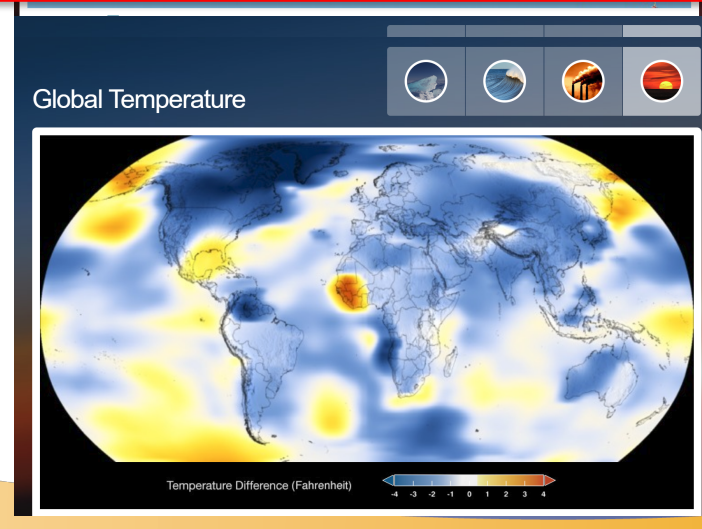 Global Temperature
Temperature Difference (Fahrenheit)
-4 -3 -2 -1 0 1 2 3 4